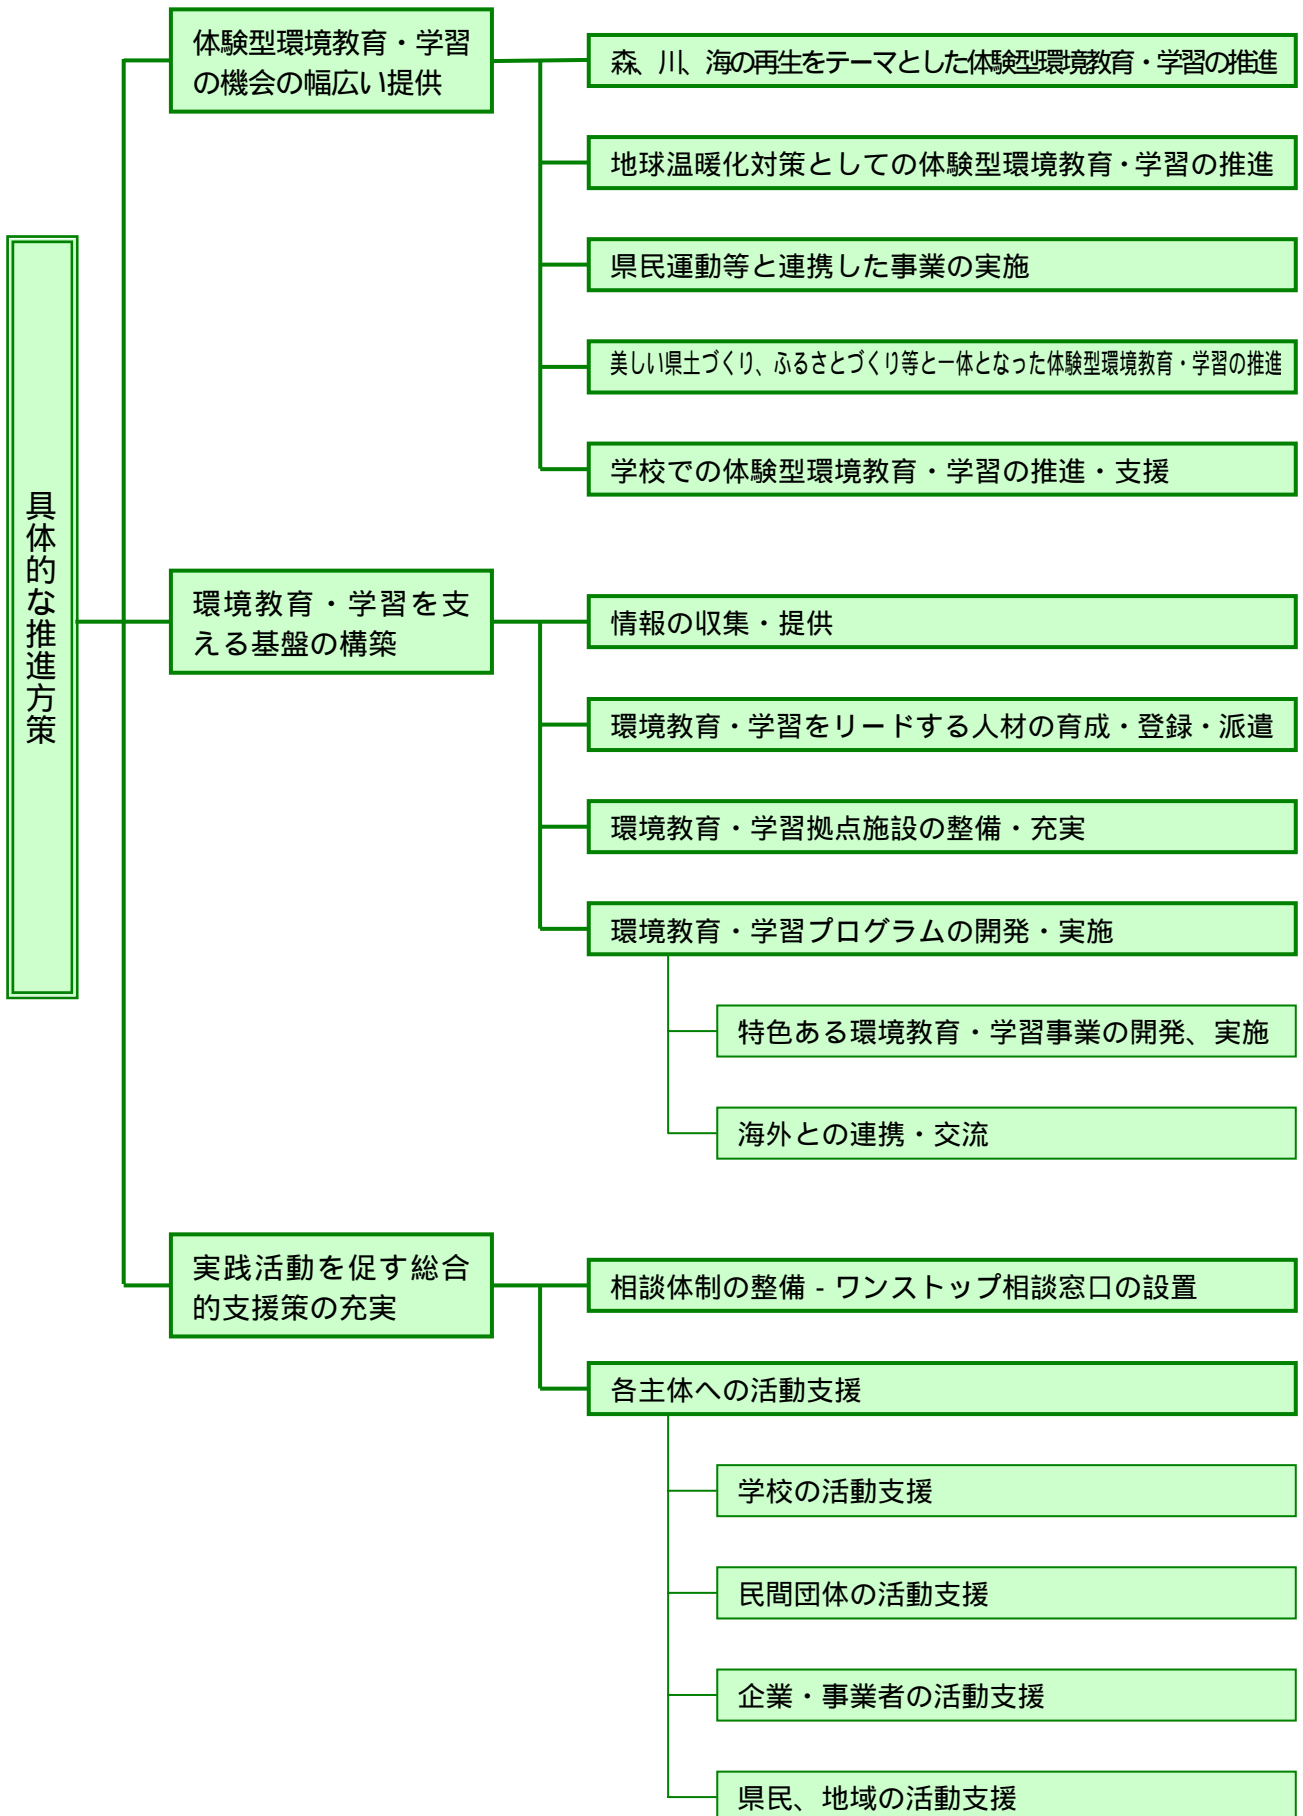 具体的な推進方策
体験型環境教育・学習
の機会の幅広い提供
森、川、海の再生をテーマとした体験型環境教育・学習の推進
地球温暖化対策としての体験型環境教育・学習の推進
県民運動等と連携した事業の実施
美しい県土づくり、ふるさとづくり等と一体となった体験型環境教育・学習の推進
学校での体験型環境教育・学習の推進・支援
環境教育・学習を支
える基盤の構築
情報の収集・提供
環境教育・学習をリードする人材の育成・登録・派遣
環境教育・学習拠点施設の整備・充実
環境教育・学習プログラムの開発・実施
特色ある環境教育・学習事業の開発、実施
海外との連携・交流
実践活動を促す総合
的支援策の充実
相談体制の整備 - ワンストップ相談窓口の設置
各主体への活動支援
学校の活動支援
民間団体の活動支援
企業・事業者の活動支援
県民、地域の活動支援